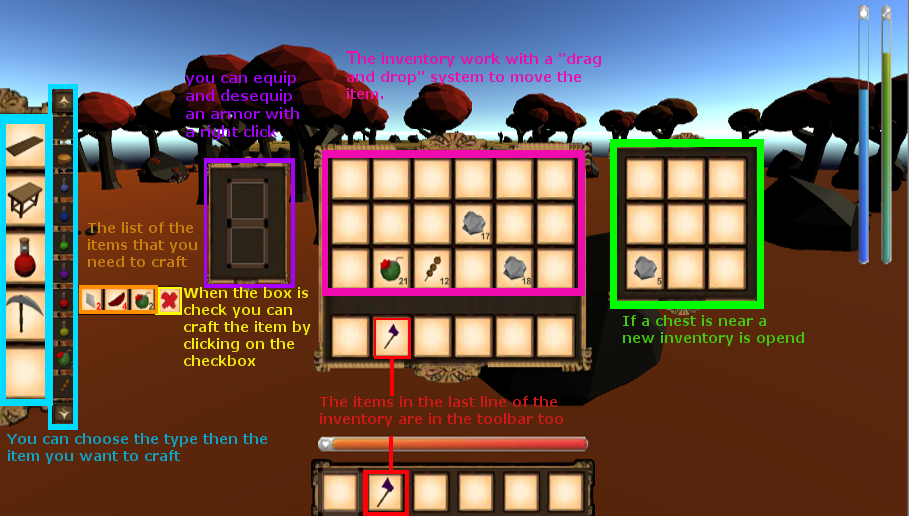 The inventory work with a "drag
and drop" system to move the
item.
you can equip
and desequip
an armor with
a right click
17
21
12
18
5
The list of the
items that you
need to craft
2
4
2
When the box is
check you can
craft the item by
clicking on the
checkbox
If a chest is near a
new inventory is opend
The items in the last line of the
inventory are in the toolbar too
You can choose the type then the
item you want to craft